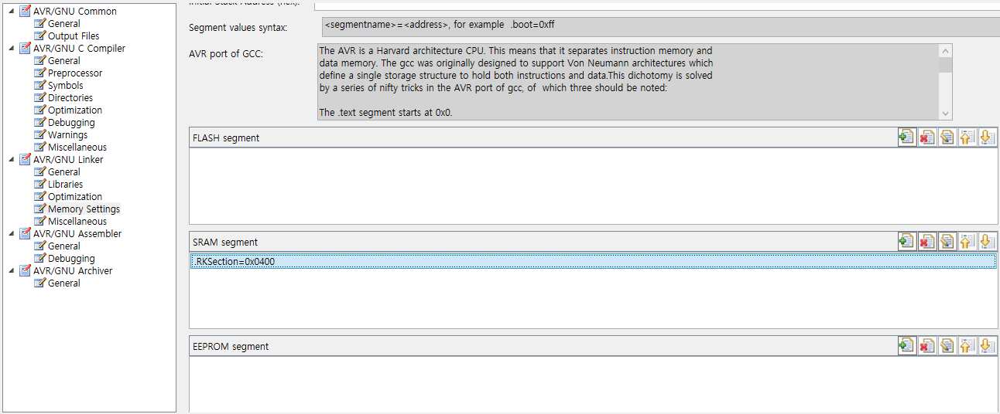 AVR/GNU Common
General
Output Files
AVR/GNU C Compiler
General
Preprocessor
Symbols
Directories
Optimization
Debugging
Warnings
Miscellaneous
AVR/GNU Linker
General
Libraries
Optimization
Memory Settings
Miscellaneous
AVR/GNU Assembler
General
Debugging
AVR/GNU Archiver
General
Initial Stack Address (hex):
Segment values syntax:
<segmentname>=<address>, for example  .boot=0xff
AVR port of GCC:
The AVR is a Harvard architecture CPU. This means that it separates instruction memory and
data memory. The gcc was originally designed to support Von Neumann architectures which
define a single storage structure to hold both instructions and data.This dichotomy is solved
by a series of nifty tricks in the AVR port of gcc, of  which three should be noted:
The .text segment starts at 0x0.
FLASH segment
SRAM segment
.RKSection=0x0400
EEPROM segment